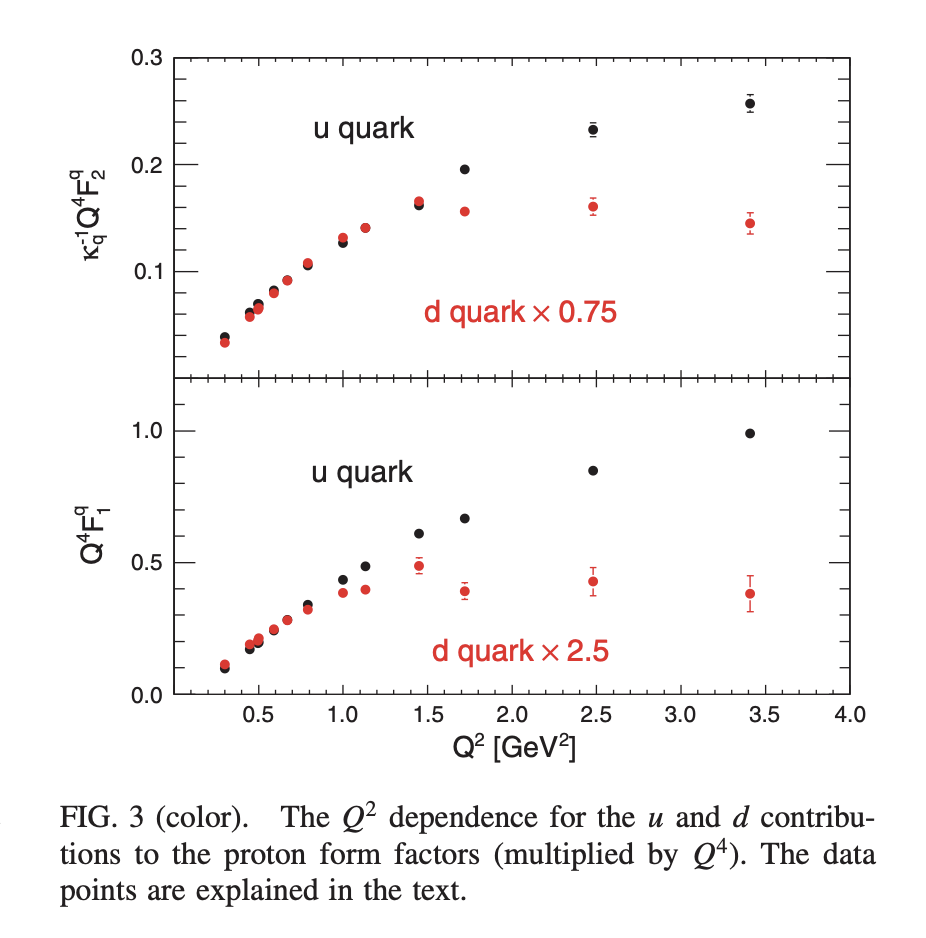 0.3
u quark
0.2
κq⁻¹Q⁴F₂^q
0.1
d quark × 0.75
1.0
u quark
Q⁴F₁^q
0.5
d quark × 2.5
0.0
0.5 1.0 1.5 2.0 2.5 3.0 3.5 4.0
Q² [GeV²]
FIG. 3 (color). The Q² dependence for the u and d contribu-
tions to the proton form factors (multiplied by Q⁴). The data
points are explained in the text.